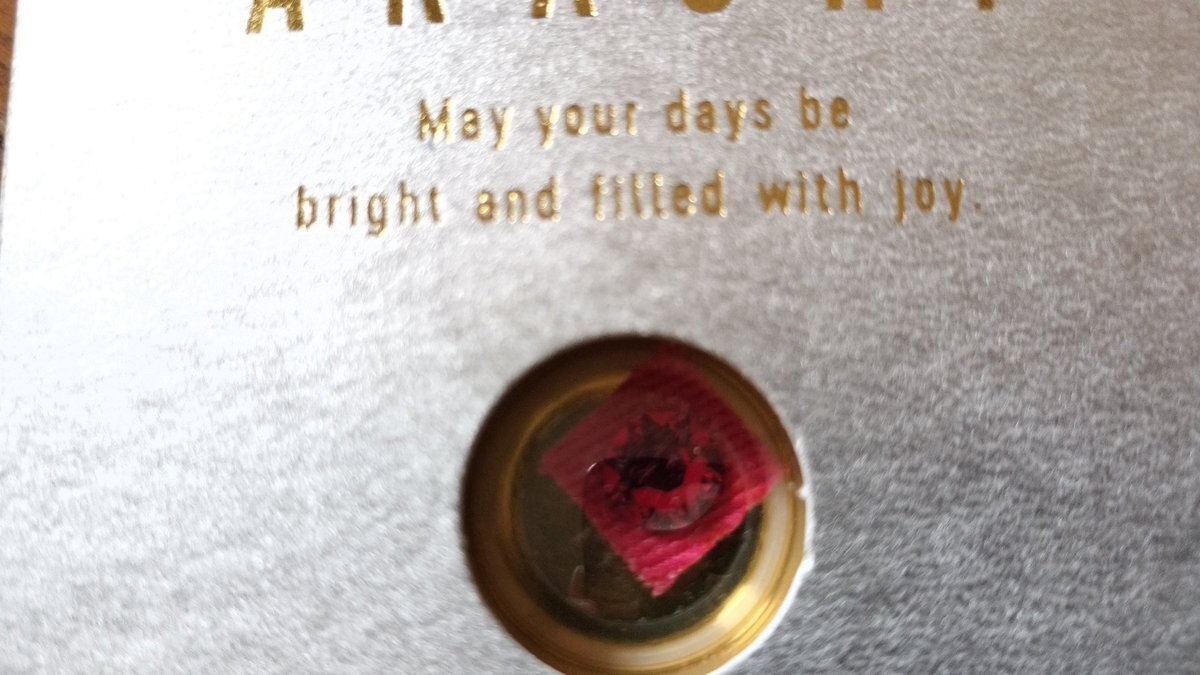 May your days be
bright and filled with joy.